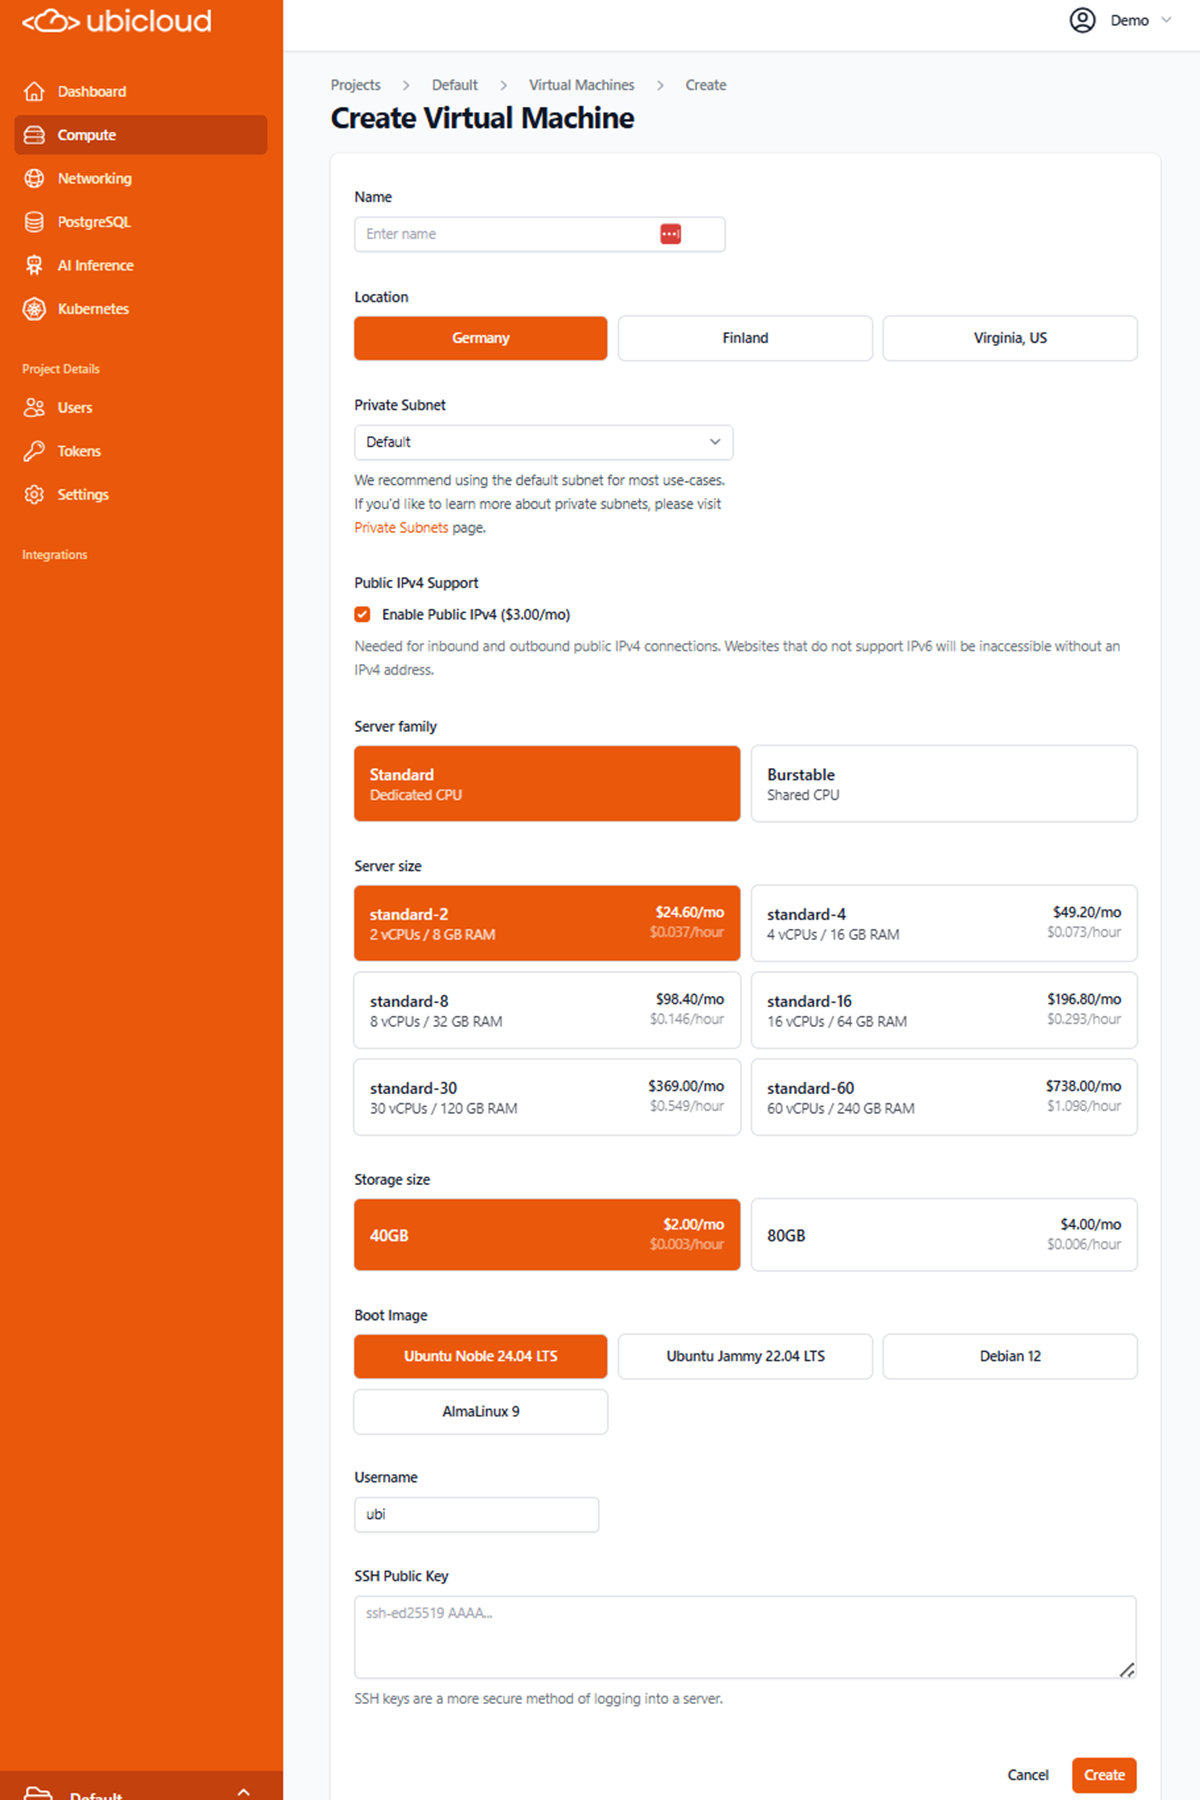 ubicloud
Demo
Dashboard
Compute
Networking
PostgreSQL
AI Inference
Kubernetes
Project Details
Users
Tokens
Settings
Integrations
Default
Projects > Default > Virtual Machines > Create
Create Virtual Machine
Name
Enter name
Location
Germany
Finland
Virginia, US
Private Subnet
Default
We recommend using the default subnet for most use-cases.
If you'd like to learn more about private subnets, please visit
Private Subnets page.
Public IPv4 Support
Enable Public IPv4 ($3.00/mo)
Needed for inbound and outbound public IPv4 connections. Websites that do not support IPv6 will be inaccessible without an
IPv4 address.
Server family
Standard
Dedicated CPU
Burstable
Shared CPU
Server size
standard-2 $24.60/mo
2 vCPUs / 8 GB RAM $0.037/hour
standard-4 $49.20/mo
4 vCPUs / 16 GB RAM $0.073/hour
standard-8 $98.40/mo
8 vCPUs / 32 GB RAM $0.146/hour
standard-16 $196.80/mo
16 vCPUs / 64 GB RAM $0.293/hour
standard-30 $369.00/mo
30 vCPUs / 120 GB RAM $0.549/hour
standard-60 $738.00/mo
60 vCPUs / 240 GB RAM $1.098/hour
Storage size
40GB $2.00/mo
$0.003/hour
80GB $4.00/mo
$0.006/hour
Boot Image
Ubuntu Noble 24.04 LTS
Ubuntu Jammy 22.04 LTS
Debian 12
AlmaLinux 9
Username
ubi
SSH Public Key
ssh-ed25519 AAAA...
SSH keys are a more secure method of logging into a server.
Cancel
Create